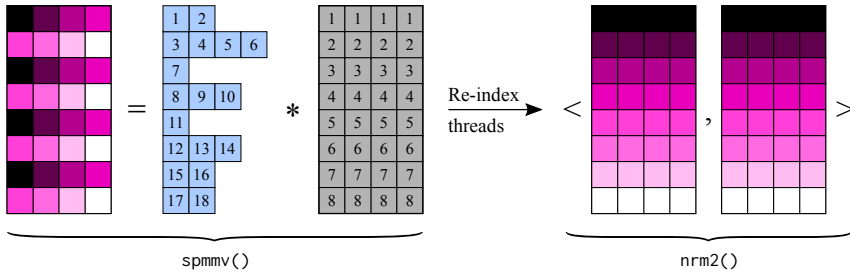 1 2 1 1 1 1
3 4 5 6 2 2 2 2
7 3 3 3 3
= 8 9 10 * 4 4 4 4 Re-index < , >
11 5 5 5 5 threads
12 13 14 6 6 6 6
15 16 7 7 7 7
17 18 8 8 8 8
spmmv() nrm2()